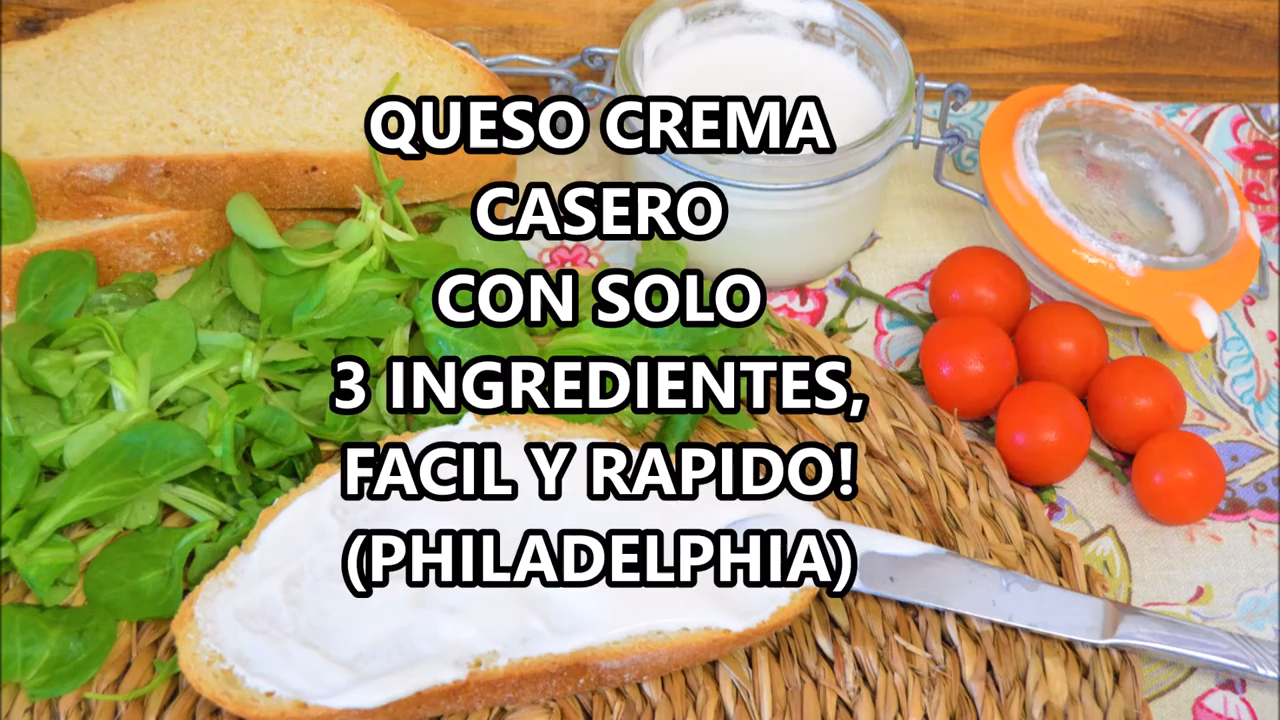 QUESO CREMA
CASERO
CON SOLO
3 INGREDIENTES,
FACIL Y RAPIDO!
(PHILADELPHIA)